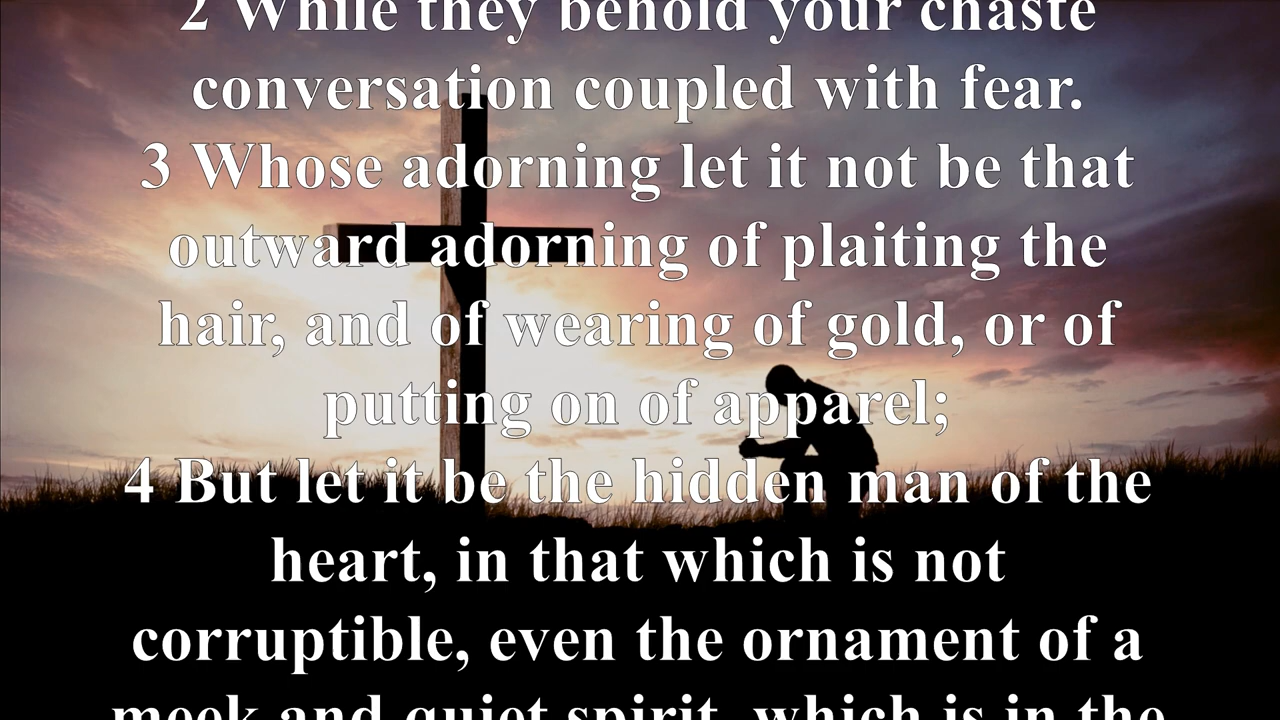 2 While they behold your chaste
conversation coupled with fear.
3 Whose adorning let it not be that
outward adorning of plaiting the
hair, and of wearing of gold, or of
putting on of apparel;
4 But let it be the hidden man of the
heart, in that which is not
corruptible, even the ornament of a
meek and quiet spirit, which is in the